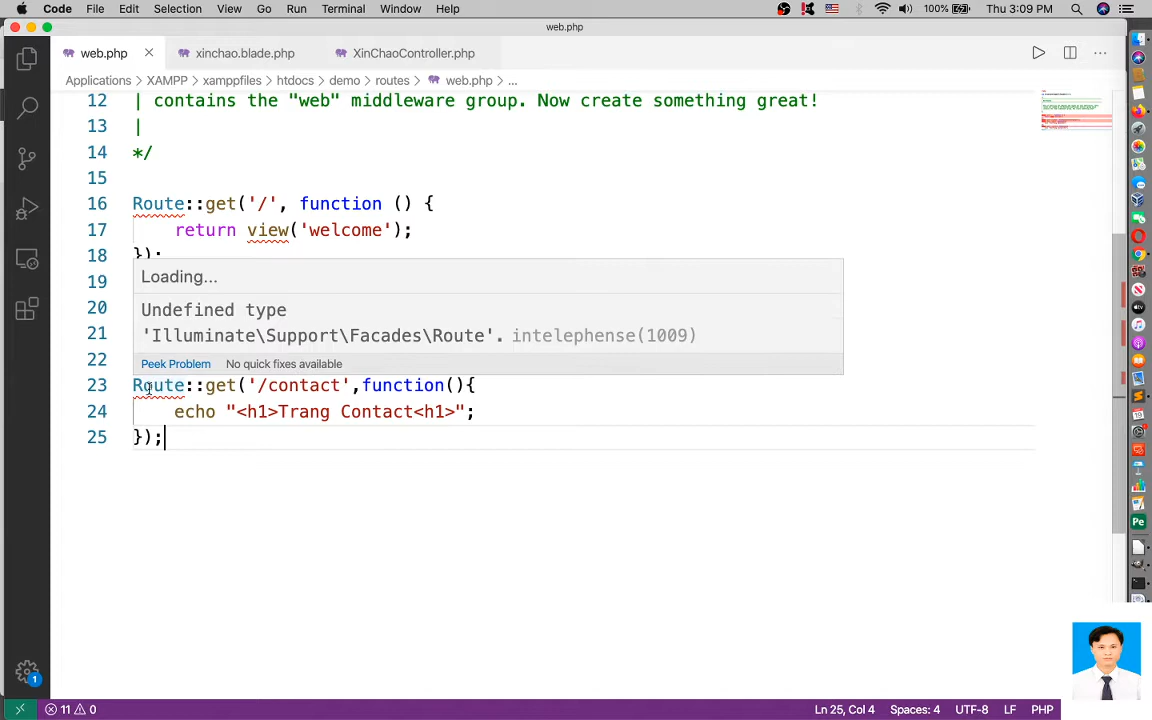 Code File Edit Selection View Go Run Terminal Window Help 100% Thu 3:09 PM
web.php
web.php xinchao.blade.php XinChaoController.php
Applications > XAMPP > xamppfiles > htdocs > demo > routes > web.php > ...
12 | contains the "web" middleware group. Now create something great!
13 |
14 */
15
16 Route::get('/', function () {
17 return view('welcome');
18 });
19
20
21
22
Loading...
Undefined type
'Illuminate\Support\Facades\Route'. intelephense(1009)
Peek Problem No quick fixes available
23 Route::get('/contact',function(){
24 echo "<h1>Trang Contact<h1>";
25 });
1
11 0 Ln 25, Col 4 Spaces: 4 UTF-8 LF PHP
Pe